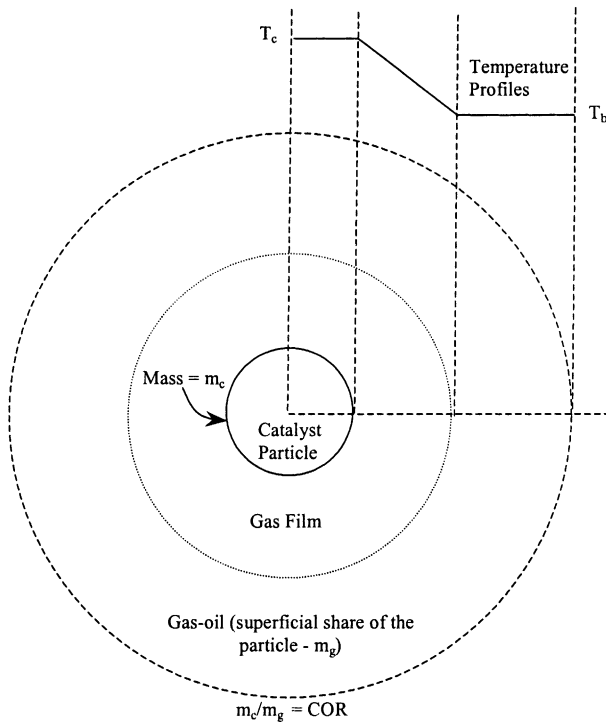 T_c
Temperature
Profiles
T_b
Mass = m_c
Catalyst
Particle
Gas Film
Gas-oil (superficial share of the
particle - m_g)
m_c/m_g = COR